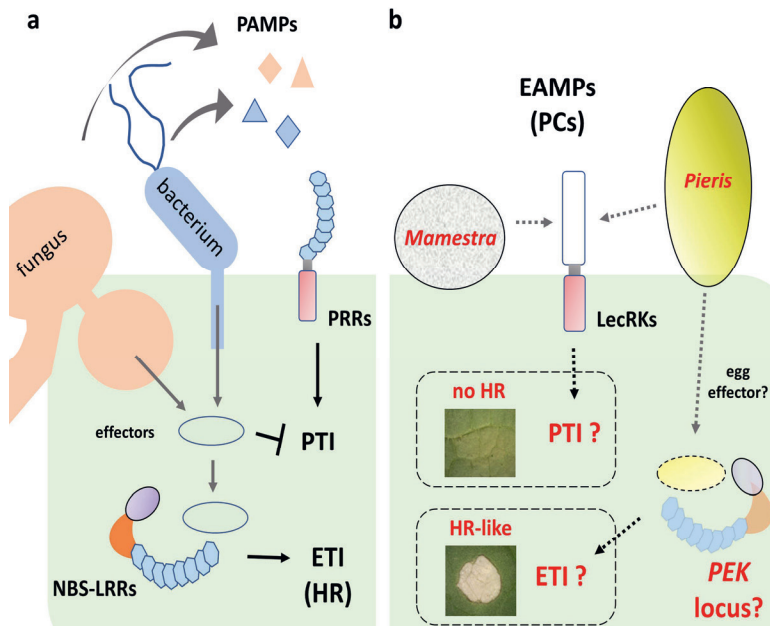 a
PAMPs
bacterium
fungus
PRRs
effectors
PTI
NBS-LRRs
ETI
(HR)
b
EAMPs
(PCs)
Pieris
Mamestra
LecRKs
egg
effector?
no HR
PTI ?
HR-like
ETI ?
PEK
locus?